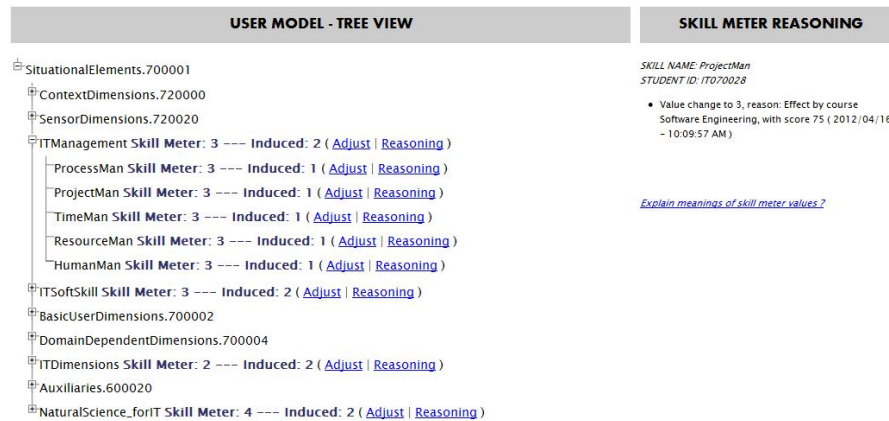 USER MODEL - TREE VIEW
SituationalElements.700001
ContextDimensions.720000
SensorDimensions.720020
ITManagement Skill Meter: 3 --- Induced: 2 ( Adjust | Reasoning )
ProcessMan Skill Meter: 3 --- Induced: 1 ( Adjust | Reasoning )
ProjectMan Skill Meter: 3 --- Induced: 1 ( Adjust | Reasoning )
TimeMan Skill Meter: 3 --- Induced: 1 ( Adjust | Reasoning )
ResourceMan Skill Meter: 3 --- Induced: 1 ( Adjust | Reasoning )
HumanMan Skill Meter: 3 --- Induced: 1 ( Adjust | Reasoning )
ITSoftSkill Skill Meter: 3 --- Induced: 2 ( Adjust | Reasoning )
BasicUserDimensions.700002
DomainDependentDimensions.700004
ITDimensions Skill Meter: 2 --- Induced: 2 ( Adjust | Reasoning )
Auxiliaries.600020
NaturalScience_forIT Skill Meter: 4 --- Induced: 2 ( Adjust | Reasoning )
SKILL METER REASONING
SKILL NAME: ProjectMan
STUDENT ID: IT070028
• Value change to 3, reason: Effect by course
Software Engineering, with score 75 ( 2012/04/16
- 10:09:57 AM )
Explain meanings of skill meter values ?